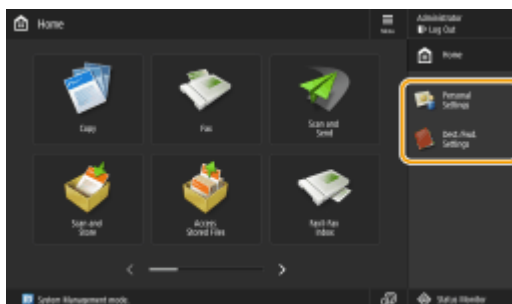 Home
Menu
Administrator
Log Out
Home
Personal
Settings
Dest./Fwd.
Settings
Copy
Fax
Scan and
Send
Scan and
Store
Access
Stored Files
Fax/I-Fax
Inbox
System Management mode.
Status Monitor